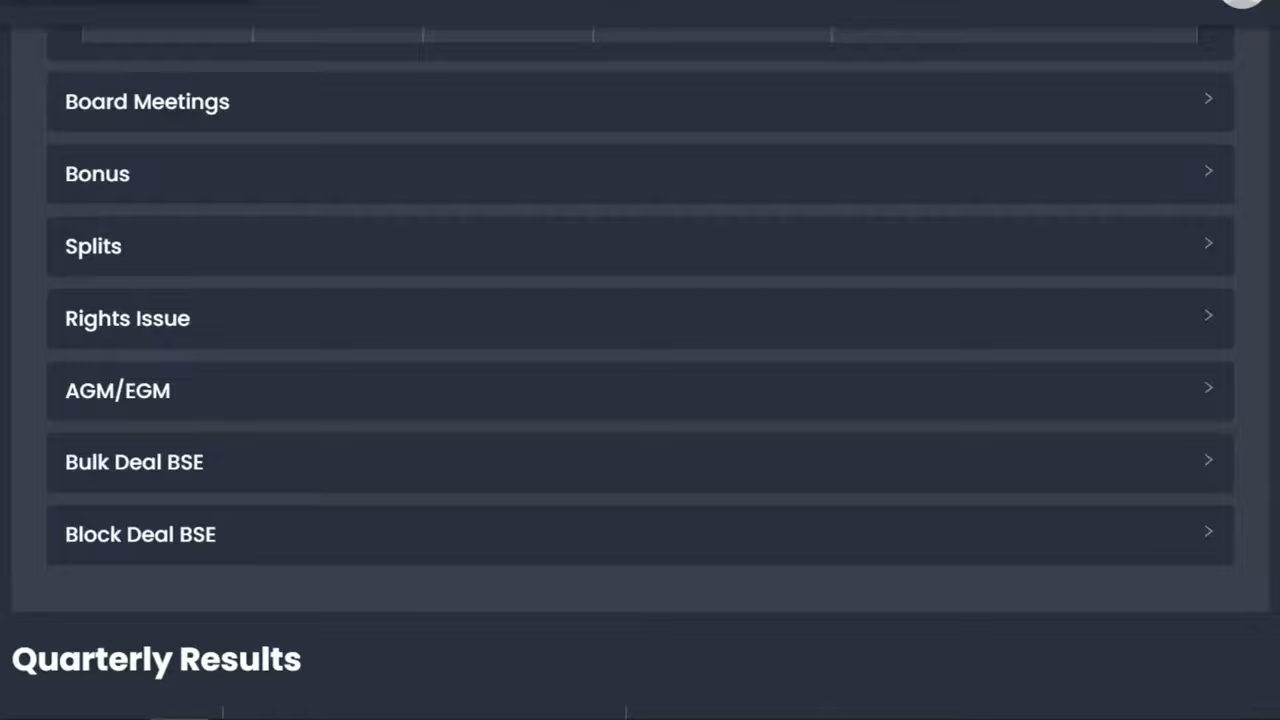 Board Meetings
Bonus
Splits
Rights Issue
AGM/EGM
Bulk Deal BSE
Block Deal BSE
Quarterly Results